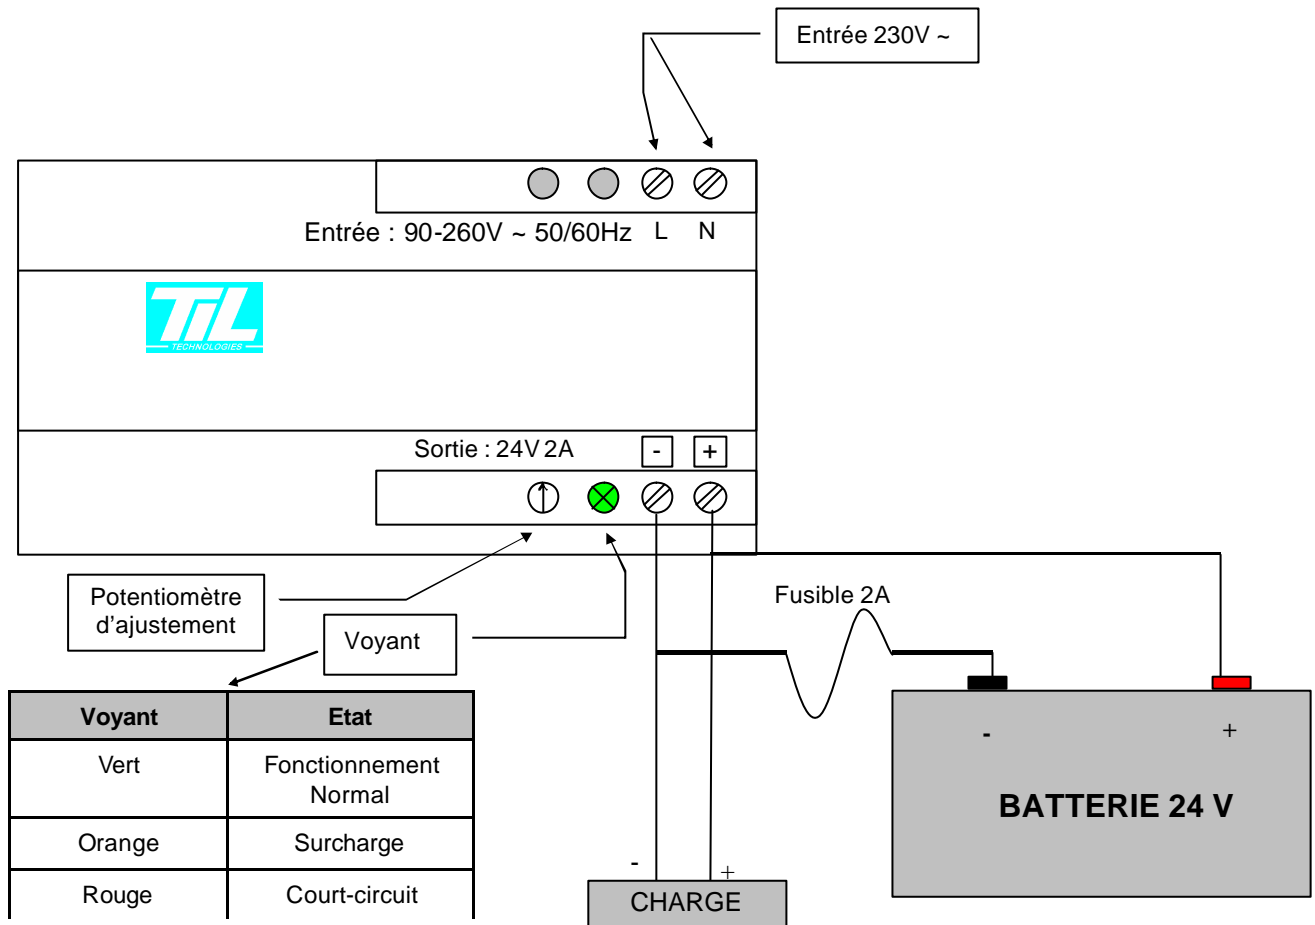 Entrée 230V ~
Entrée : 90-260V ~ 50/60Hz L N
TiL
TECHNOLOGIES
Sortie : 24V 2A - +
Potentiomètre
d'ajustement
Voyant
Fusible 2A
Voyant Etat
Vert Fonctionnement
Normal
Orange Surcharge
Rouge Court-circuit
- +
BATTERIE 24 V
- +
CHARGE